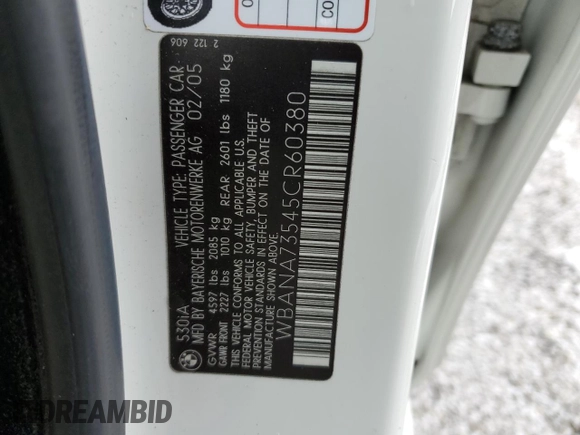 530iA VEHICLE TYPE: PASSENGER CAR 2 122 606
MFD BY BAYERISCHE MOTORENWERKE AG 02/05
GVWR 4597 lbs 2085 kg
GAWR FRONT 2227 lbs 1010 kg REAR 2601 lbs 1180 kg
THIS VEHICLE CONFORMS TO ALL APPLICABLE U.S.
FEDERAL MOTOR VEHICLE SAFETY, BUMPER AND THEFT
PREVENTION STANDARDS IN EFFECT ON THE DATE OF
MANUFACTURE SHOWN ABOVE.
WBANA73545CR60380
CO
DREAMBID